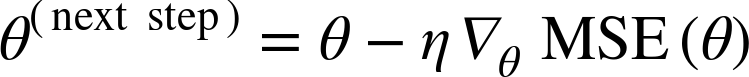 θ^(next step) = θ − η ∇_θ MSE(θ)